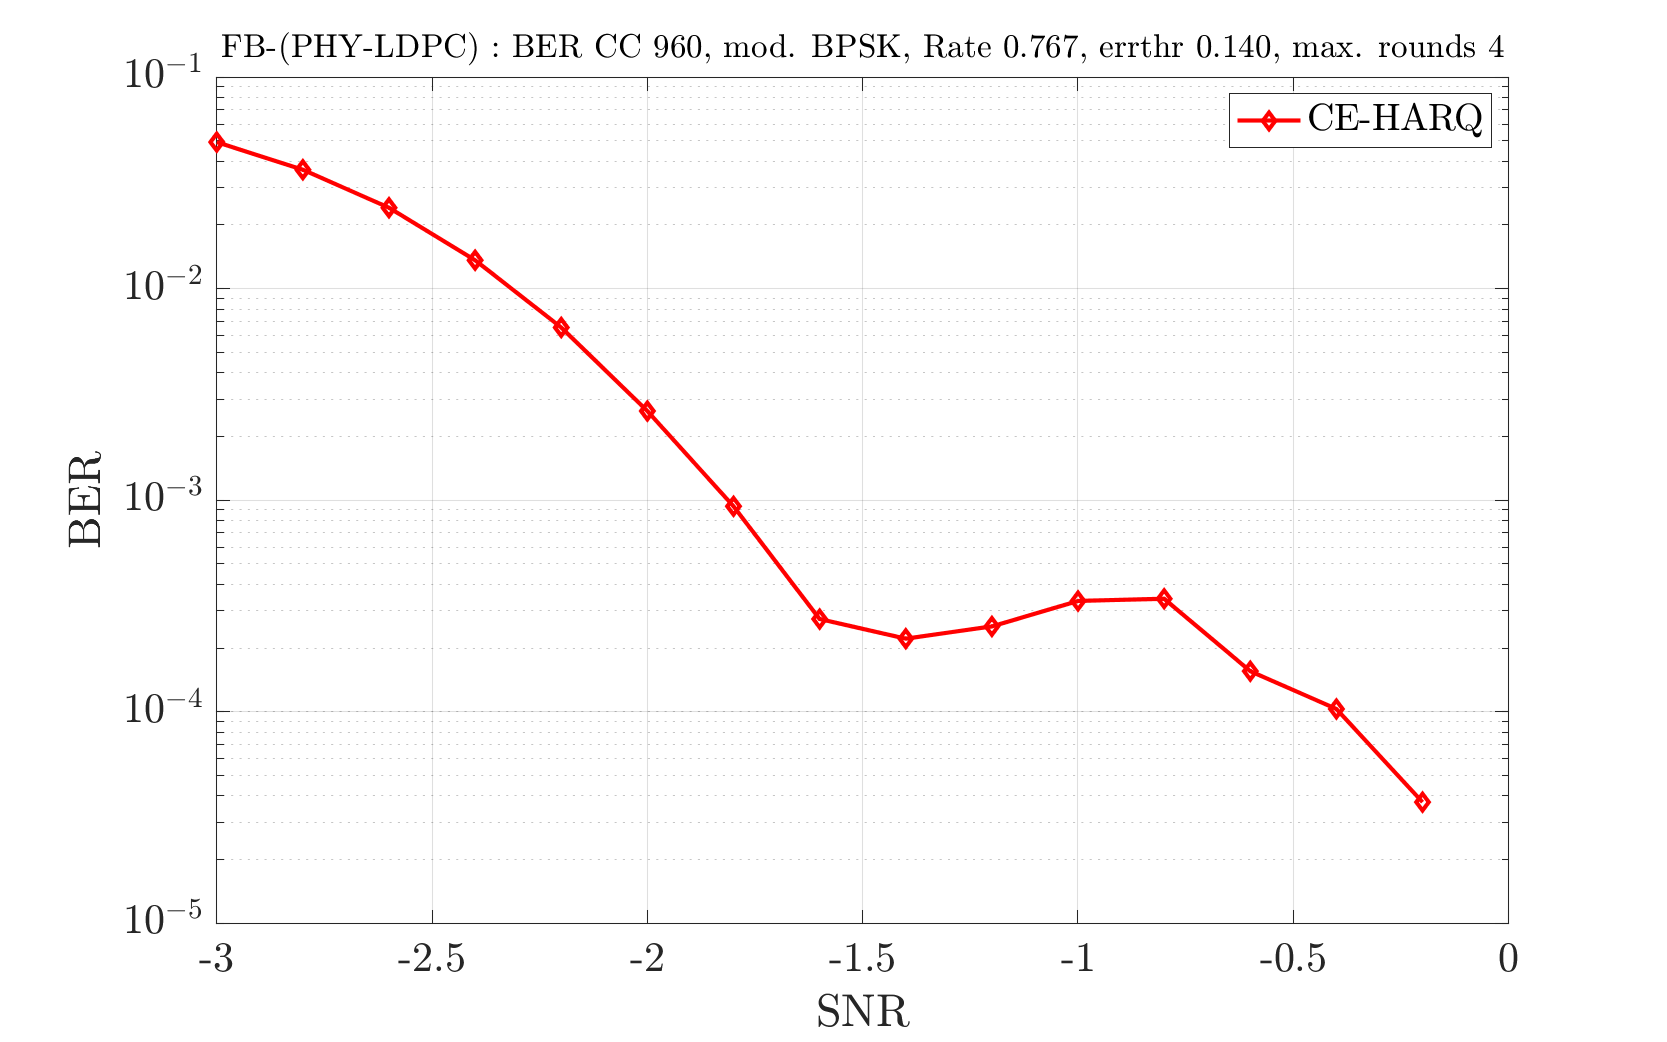 FB-(PHY-LDPC) : BER CC 960, mod. BPSK, Rate 0.767, errthr 0.140, max. rounds 4
CE-HARQ
10⁻¹
10⁻²
10⁻³
10⁻⁴
10⁻⁵
BER
-3 -2.5 -2 -1.5 -1 -0.5 0
SNR